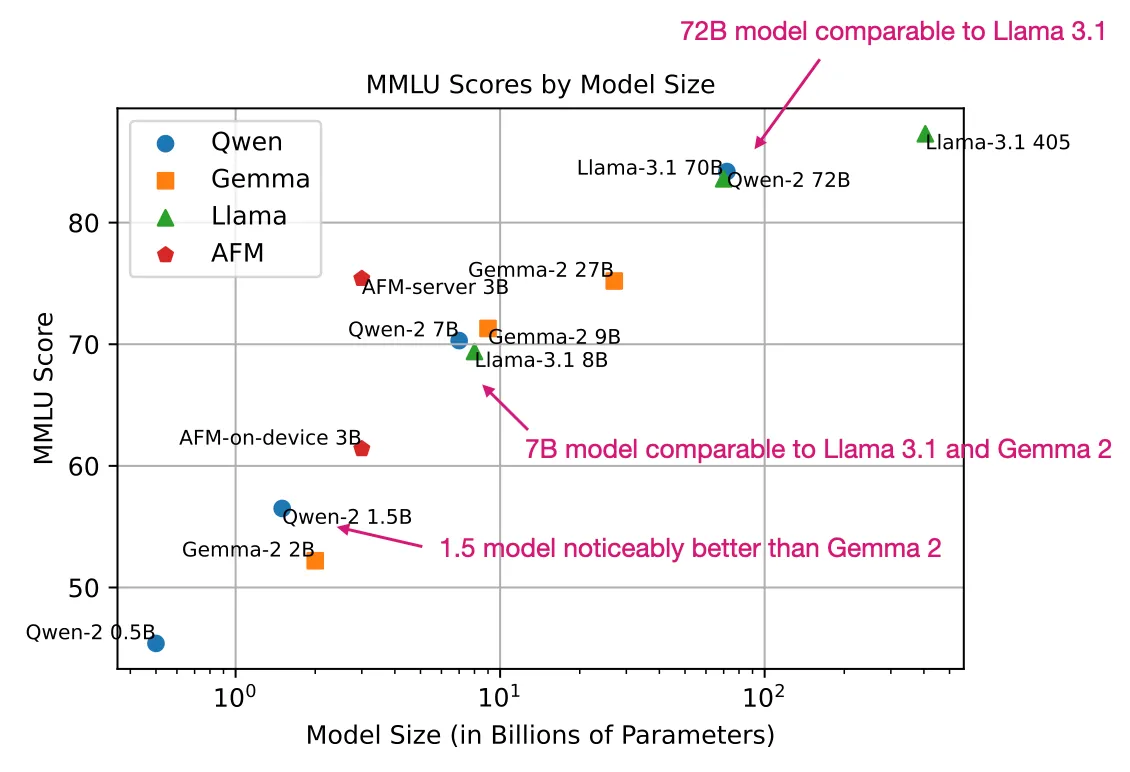 72B model comparable to Llama 3.1
MMLU Scores by Model Size
Qwen
Gemma
Llama
AFM
Llama-3.1 405
Llama-3.1 70B
Qwen-2 72B
Gemma-2 27B
AFM-server 3B
Qwen-2 7B
Gemma-2 9B
Llama-3.1 8B
AFM-on-device 3B
7B model comparable to Llama 3.1 and Gemma 2
Qwen-2 1.5B
Gemma-2 2B
1.5 model noticeably better than Gemma 2
Qwen-2 0.5B
80
70
60
50
MMLU Score
10⁰
10¹
10²
Model Size (in Billions of Parameters)